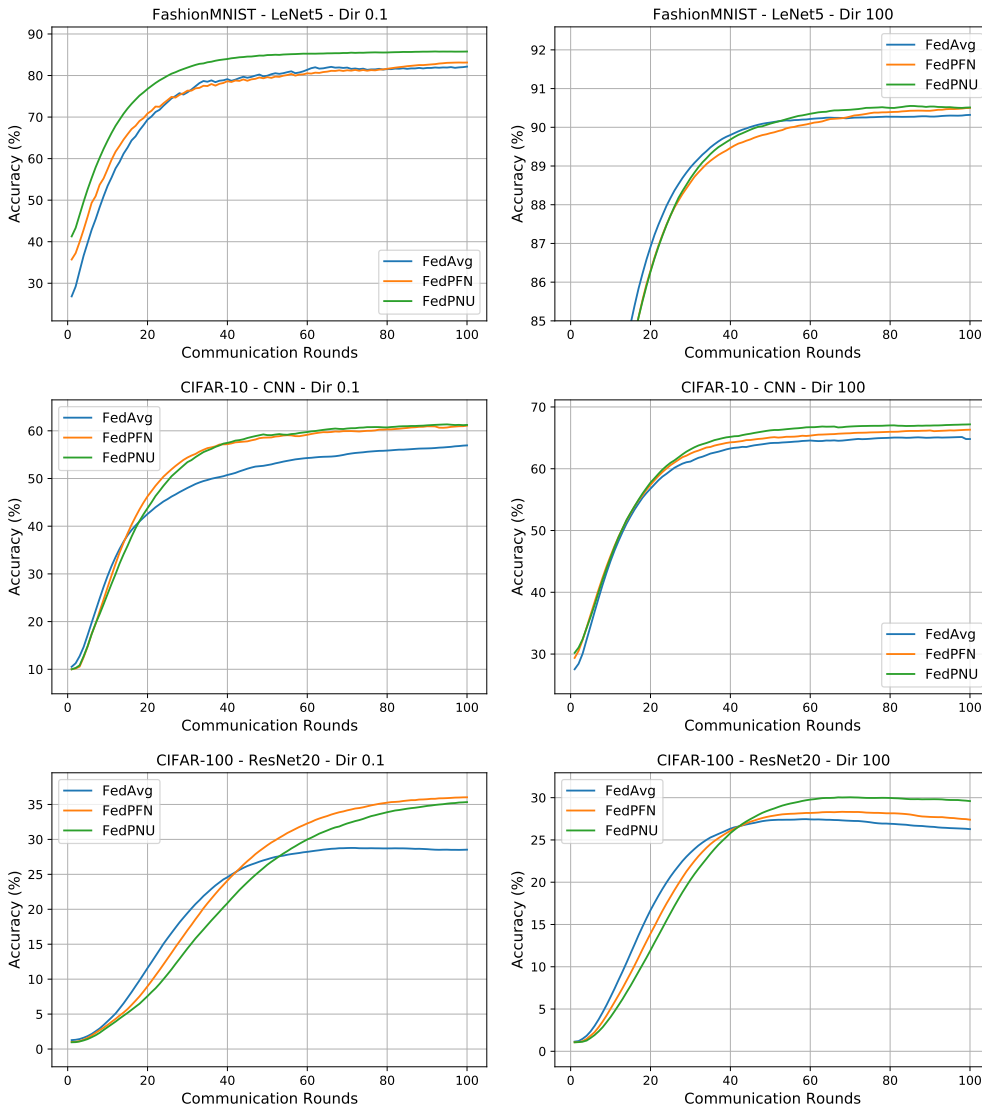 FashionMNIST - LeNet5 - Dir 0.1
90
80
70
60
50
40
30
Accuracy (%)
FedAvg
FedPFN
FedPNU
0 20 40 60 80 100
Communication Rounds
FashionMNIST - LeNet5 - Dir 100
92
91
90
89
88
87
86
85
Accuracy (%)
FedAvg
FedPFN
FedPNU
0 20 40 60 80 100
Communication Rounds
CIFAR-10 - CNN - Dir 0.1
60
50
40
30
20
10
Accuracy (%)
FedAvg
FedPFN
FedPNU
0 20 40 60 80 100
Communication Rounds
CIFAR-10 - CNN - Dir 100
70
60
50
40
30
Accuracy (%)
FedAvg
FedPFN
FedPNU
0 20 40 60 80 100
Communication Rounds
CIFAR-100 - ResNet20 - Dir 0.1
35
30
25
20
15
10
5
0
Accuracy (%)
FedAvg
FedPFN
FedPNU
0 20 40 60 80 100
Communication Rounds
CIFAR-100 - ResNet20 - Dir 100
30
25
20
15
10
5
0
Accuracy (%)
FedAvg
FedPFN
FedPNU
0 20 40 60 80 100
Communication Rounds